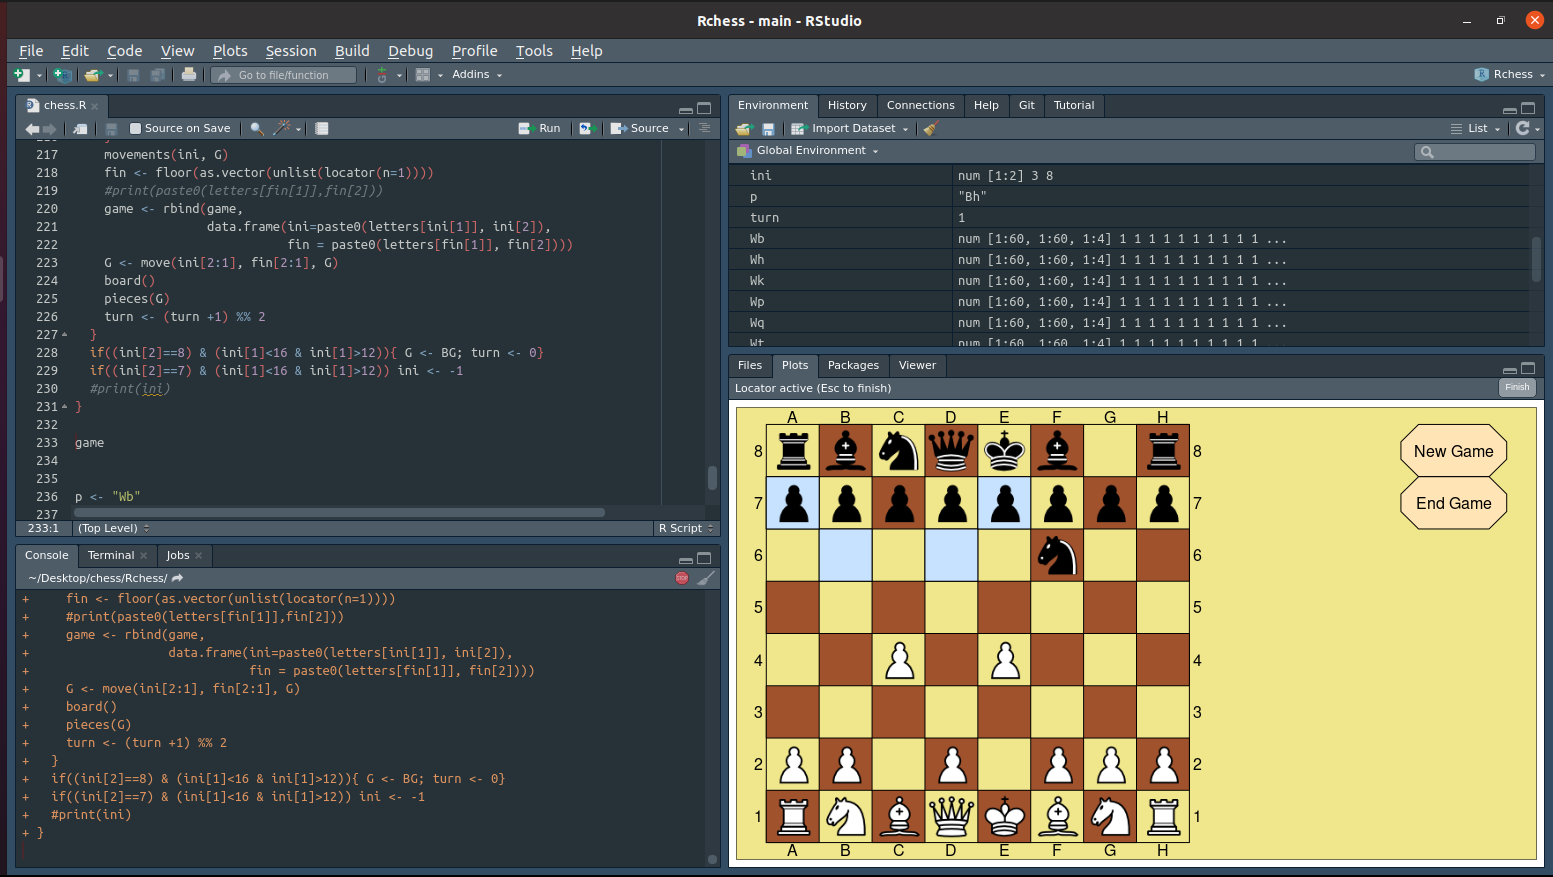 Rchess - main - RStudio
File Edit Code View Plots Session Build Debug Profile Tools Help
Go to file/function
Addins
Rchess
chess.R
Source on Save
Run
Source
217 movements(ini, G)
218 fin <- floor(as.vector(unlist(locator(n=1))))
219 #print(paste0(letters[fin[1]],fin[2]))
220 game <- rbind(game,
221 data.frame(ini=paste0(letters[ini[1]], ini[2]),
222 fin = paste0(letters[fin[1]], fin[2])))
223 G <- move(ini[2:1], fin[2:1], G)
224 board()
225 pieces(G)
226 turn <- (turn +1) %% 2
227 }
228 if((ini[2]==8) & (ini[1]<16 & ini[1]>12)){ G <- BG; turn <- 0}
229 if((ini[2]==7) & (ini[1]<16 & ini[1]>12)) ini <- -1
230 #print(ini)
231 }
232
233 game
234
235
236 p <- "Wb"
237
233:1 (Top Level) R Script
Console Terminal Jobs
~/Desktop/chess/Rchess/
STOP
+ fin <- floor(as.vector(unlist(locator(n=1))))
+ #print(paste0(letters[fin[1]],fin[2]))
+ game <- rbind(game,
+ data.frame(ini=paste0(letters[ini[1]], ini[2]),
+ fin = paste0(letters[fin[1]], fin[2])))
+ G <- move(ini[2:1], fin[2:1], G)
+ board()
+ pieces(G)
+ turn <- (turn +1) %% 2
+ }
+ if((ini[2]==8) & (ini[1]<16 & ini[1]>12)){ G <- BG; turn <- 0}
+ if((ini[2]==7) & (ini[1]<16 & ini[1]>12)) ini <- -1
+ #print(ini)
+ }
Environment History Connections Help Git Tutorial
Import Dataset
List
Global Environment
ini num [1:2] 3 8
p "Bh"
turn 1
Wb num [1:60, 1:60, 1:4] 1 1 1 1 1 1 1 1 1 1 ...
Wh num [1:60, 1:60, 1:4] 1 1 1 1 1 1 1 1 1 1 ...
Wk num [1:60, 1:60, 1:4] 1 1 1 1 1 1 1 1 1 1 ...
Wp num [1:60, 1:60, 1:4] 1 1 1 1 1 1 1 1 1 1 ...
Wq num [1:60, 1:60, 1:4] 1 1 1 1 1 1 1 1 1 1 ...
Wt num [1:60, 1:60, 1:4] 1 1 1 1 1 1 1 1 1 1 ...
Files Plots Packages Viewer
Locator active (Esc to finish)
Finish
A B C D E F G H
8 8
7 7
6 6
5 5
4 4
3 3
2 2
1 1
A B C D E F G H
New Game
End Game